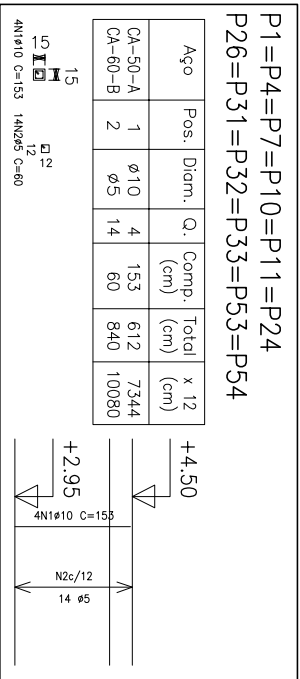 P1=P4=P7=P10=P11=P24
P26=P31=P32=P33=P53=P54
Aço Pos. Diam. Q. Comp. (cm) Total (cm) x 12 (cm)
CA-50-A 1 ø10 4 153 612 7344
CA-60-B 2 ø5 14 60 840 10080
15
15
12
12
4N1ø10 C=153
14N2ø5 C=60
+4.50
+2.95
4N1ø10 C=153
N2c/12
14 ø5